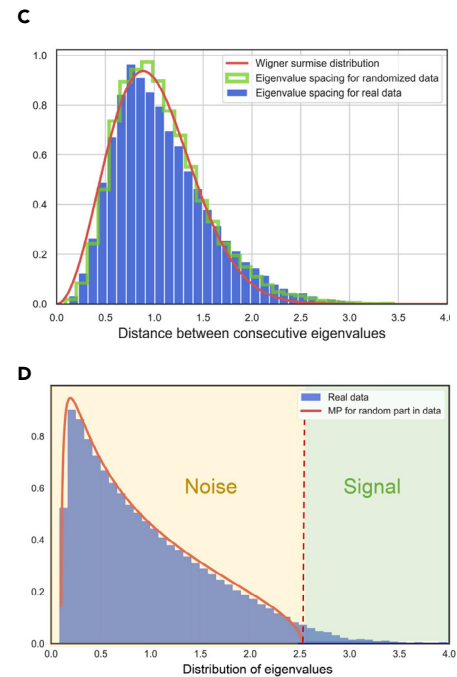 C
Wigner surmise distribution
Eigenvalue spacing for randomized data
Eigenvalue spacing for real data
1.0
0.8
0.6
0.4
0.2
0.0
0.0 0.5 1.0 1.5 2.0 2.5 3.0 3.5 4.
Distance between consecutive eigenvalues
D
Real data
MP for random part in data
Noise Signal
0.8
0.6
0.4
0.2
0.0
0.0 0.5 1.0 1.5 2.0 2.5 3.0 3.5 4.0
Distribution of eigenvalues